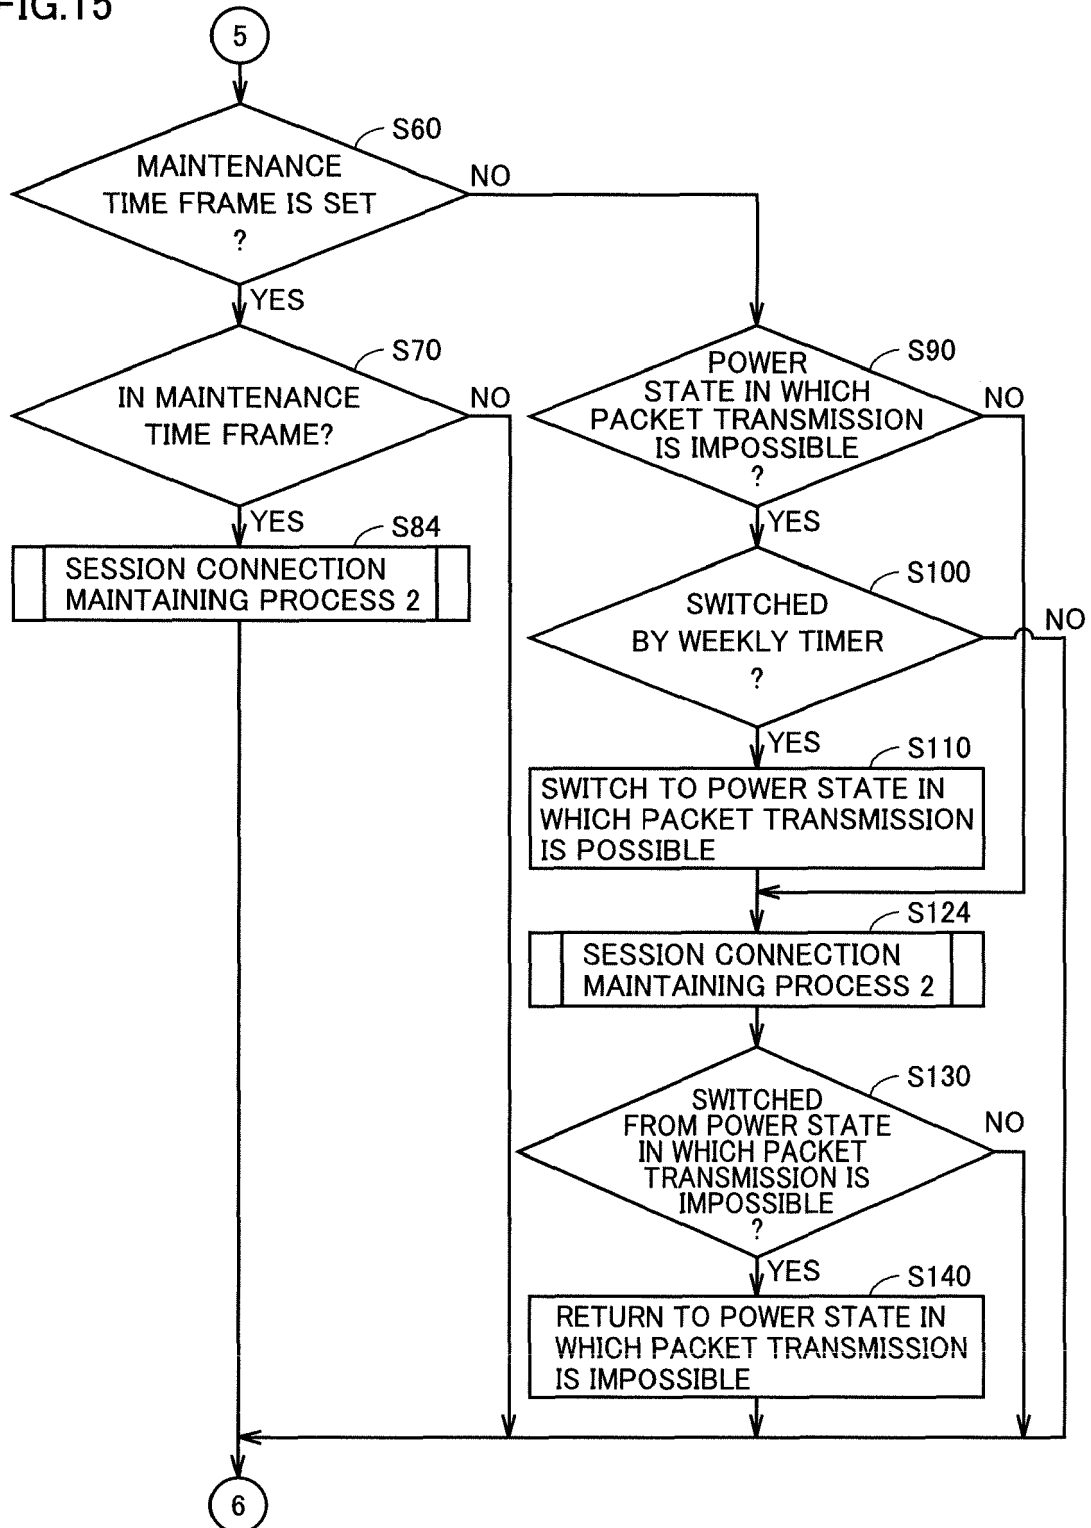 FIG.15
5
S60
MAINTENANCE
TIME FRAME IS SET
?
NO
YES
S70
IN MAINTENANCE
TIME FRAME?
NO
YES
S84
SESSION CONNECTION
MAINTAINING PROCESS 2
S90
POWER
STATE IN WHICH
PACKET TRANSMISSION
IS IMPOSSIBLE
?
NO
YES
S100
SWITCHED
BY WEEKLY TIMER
?
NO
YES
S110
SWITCH TO POWER STATE IN
WHICH PACKET TRANSMISSION
IS POSSIBLE
S124
SESSION CONNECTION
MAINTAINING PROCESS 2
S130
SWITCHED
FROM POWER STATE
IN WHICH PACKET
TRANSMISSION IS
IMPOSSIBLE
?
NO
YES
S140
RETURN TO POWER STATE IN
WHICH PACKET TRANSMISSION
IS IMPOSSIBLE
6